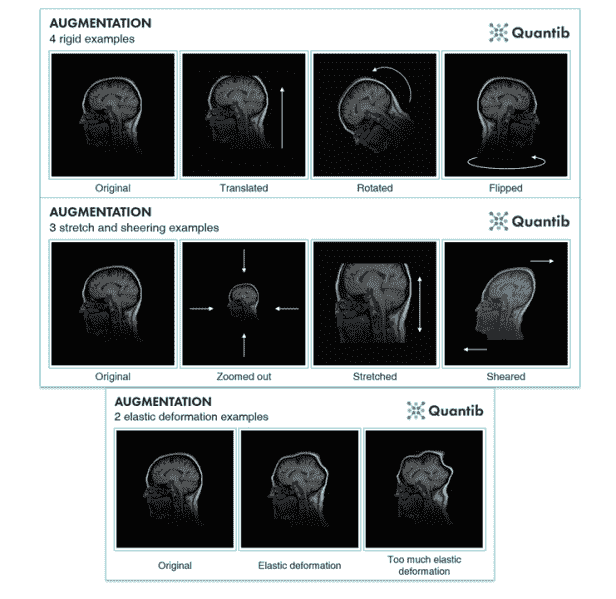 AUGMENTATION
4 rigid examples
Quantib
Original
Translated
Rotated
Flipped
AUGMENTATION
3 stretch and sheering examples
Quantib
Original
Zoomed out
Stretched
Sheared
AUGMENTATION
2 elastic deformation examples
Quantib
Original
Elastic deformation
Too much elastic
deformation